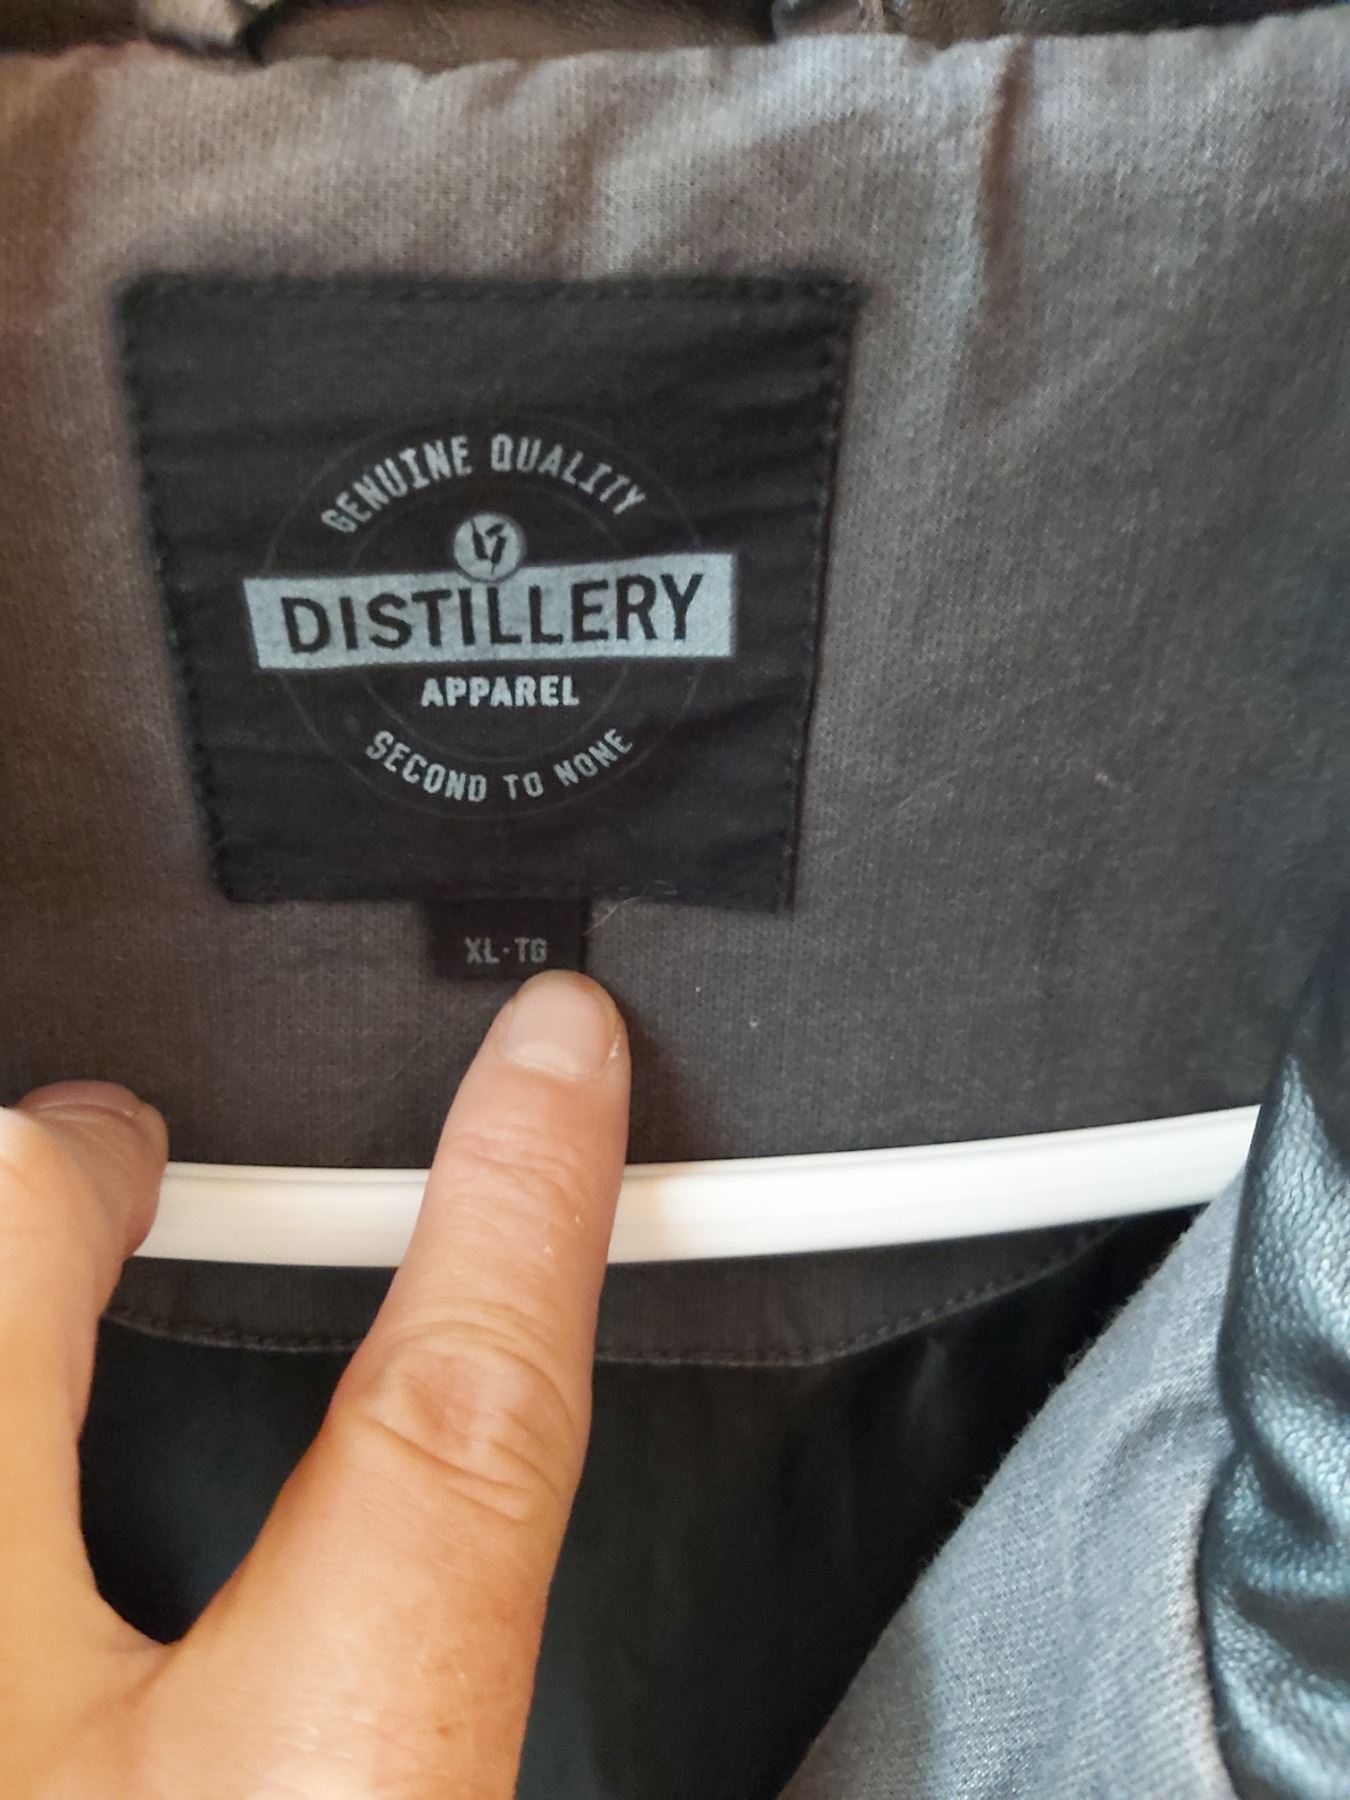 GENUINE QUALITY
DISTILLERY
APPAREL
SECOND TO NONE
XL·TG